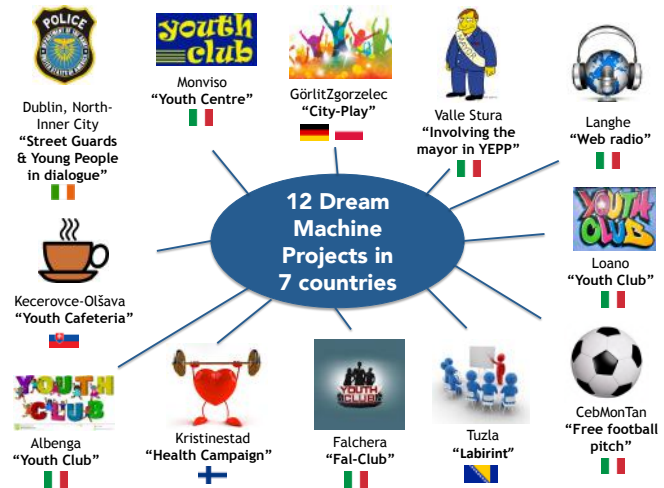 POLICE
Dublin, North-
Inner City
“Street Guards
& Young People
in dialogue”
youth
club
Monviso
“Youth Centre”
GörlitZgorzelec
“City-Play”
MAYOR
Valle Stura
“Involving the
mayor in YEPP”
Langhe
“Web radio”
12 Dream
Machine
Projects in
7 countries
Kecerovce-Olšava
“Youth Cafeteria”
YOUTH
CLUB
Loano
“Youth Club”
YOUTH
CLUB
Albenga
“Youth Club”
Kristinestad
“Health Campaign”
YOUTH
CLUB
Falchera
“Fal-Club”
Tuzla
“Labirint”
CebMonTan
“Free football
pitch”